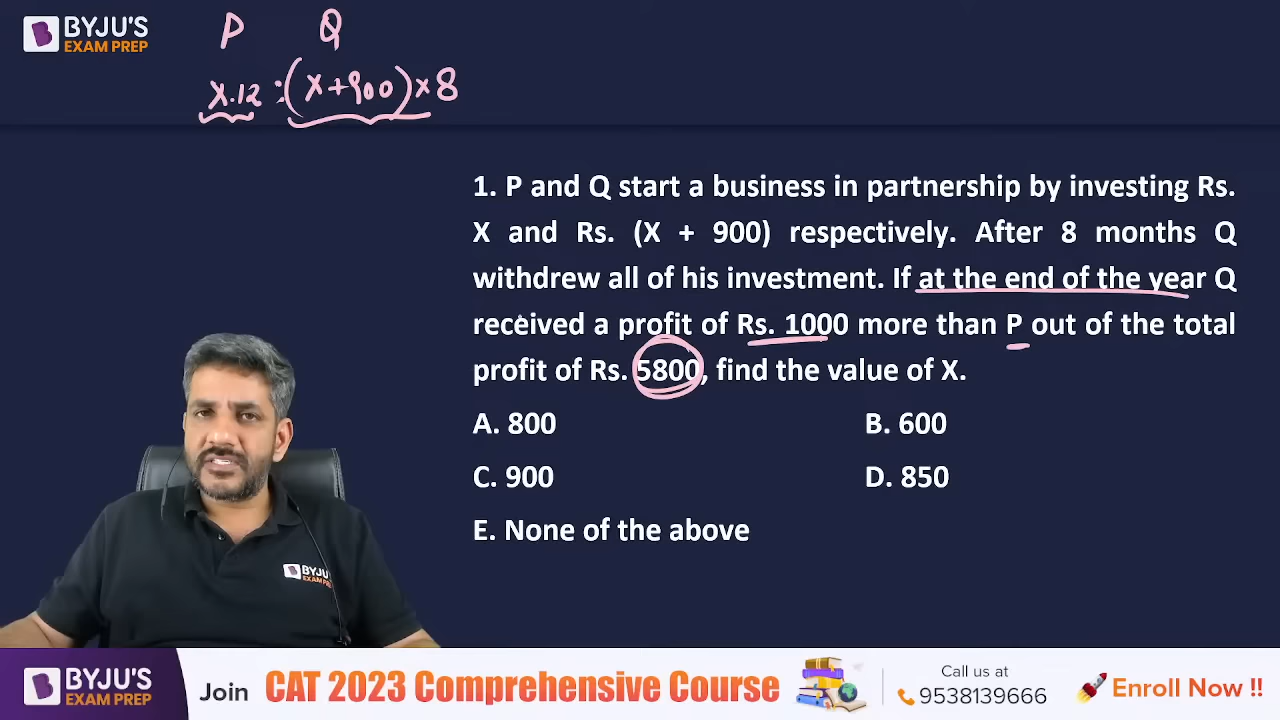 BYJU'S
EXAM PREP
P Q
X.12 : (X+900) × 8
1. P and Q start a business in partnership by investing Rs.
X and Rs. (X + 900) respectively. After 8 months Q
withdrew all of his investment. If at the end of the year Q
received a profit of Rs. 1000 more than P out of the total
profit of Rs. 5800, find the value of X.
A. 800 B. 600
C. 900 D. 850
E. None of the above
BYJU
EXAM PRE
BYJU'S
EXAM PREP
Join CAT 2023 Comprehensive Course
Call us at
9538139666
Enroll Now !!